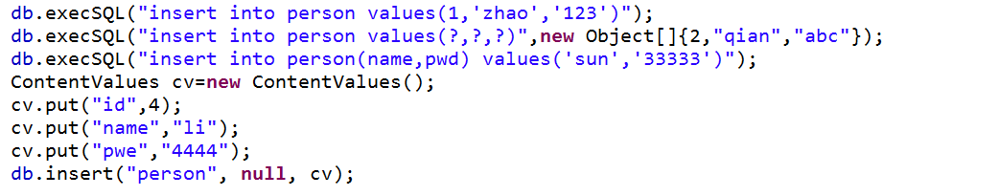 db.execSQL("insert into person values(1,'zhao','123')");
db.execSQL("insert into person values(?,?,?)",new Object[]{2,"qian","abc"});
db.execSQL("insert into person(name,pwd) values('sun','33333')");
ContentValues cv=new ContentValues();
cv.put("id",4);
cv.put("name","li");
cv.put("pwe","4444");
db.insert("person", null, cv);